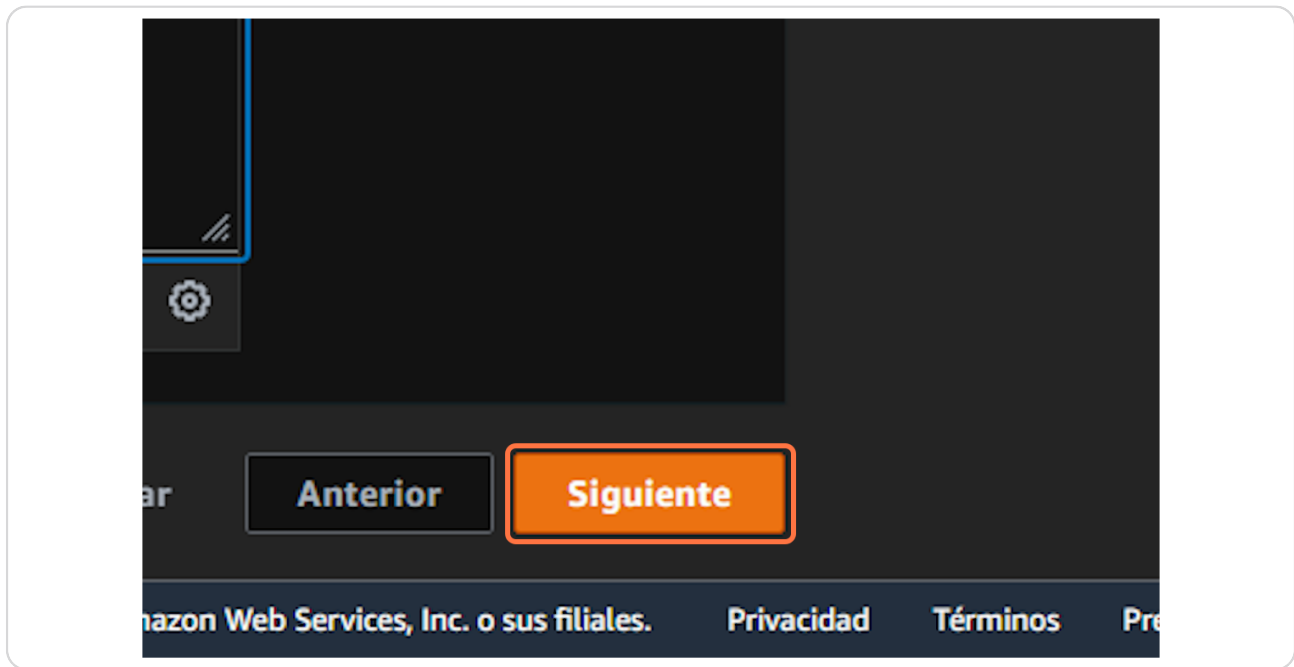 ar Anterior Siguiente
mazon Web Services, Inc. o sus filiales. Privacidad Términos Pre